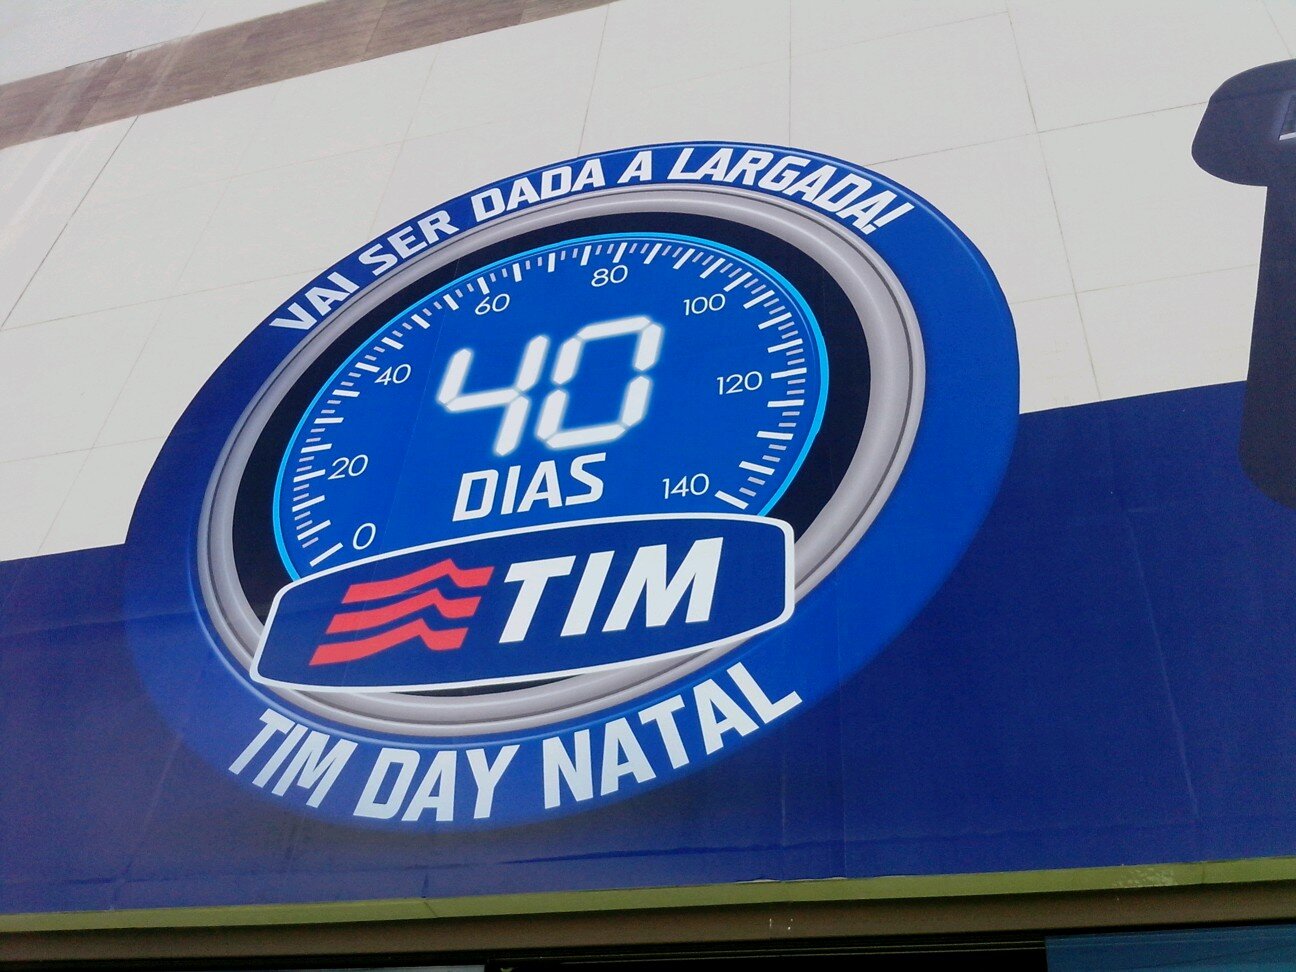 VAI SER DADA A LARGADA!
0
20
40
60
80
100
120
140
40
DIAS
TIM
TIM DAY NATAL